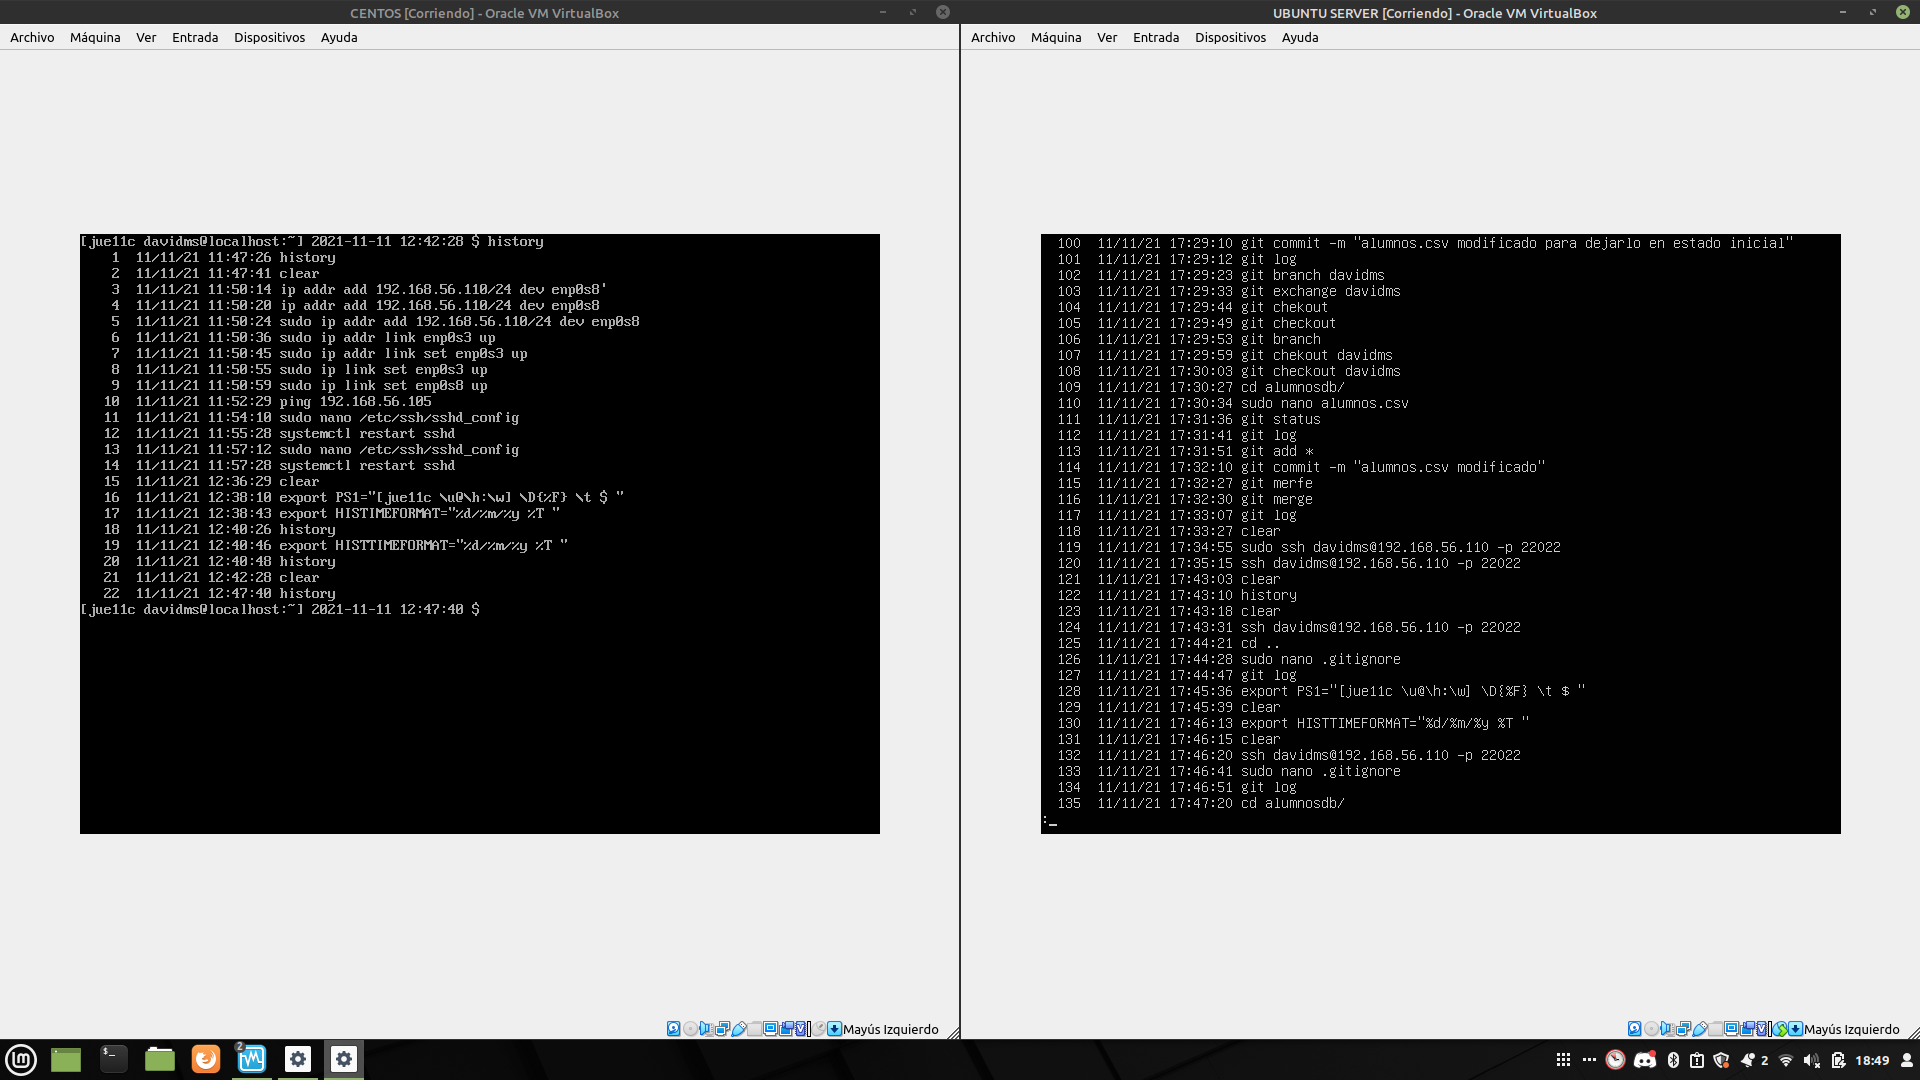 CENTOS [Corriendo] - Oracle VM VirtualBox
Archivo Máquina Ver Entrada Dispositivos Ayuda
[jue11c davidms@localhost:~] 2021-11-11 12:42:28 $ history
1 11/11/21 11:47:26 history
2 11/11/21 11:47:41 clear
3 11/11/21 11:50:14 ip addr add 192.168.56.110/24 dev enp0s8'
4 11/11/21 11:50:20 ip addr add 192.168.56.110/24 dev enp0s8
5 11/11/21 11:50:24 sudo ip addr add 192.168.56.110/24 dev enp0s8
6 11/11/21 11:50:36 sudo ip addr link enp0s3 up
7 11/11/21 11:50:45 sudo ip addr link set enp0s3 up
8 11/11/21 11:50:55 sudo ip link set enp0s3 up
9 11/11/21 11:50:59 sudo ip link set enp0s8 up
10 11/11/21 11:52:29 ping 192.168.56.105
11 11/11/21 11:54:10 sudo nano /etc/ssh/sshd_config
12 11/11/21 11:55:28 systemctl restart sshd
13 11/11/21 11:57:12 sudo nano /etc/ssh/sshd_config
14 11/11/21 11:57:28 systemctl restart sshd
15 11/11/21 12:36:29 clear
16 11/11/21 12:38:10 export PS1="[jue11c \u@\h:\w] \D{%F} \t $ "
17 11/11/21 12:38:43 export HISTIMEFORMAT="%d/%m/%y %T "
18 11/11/21 12:40:26 history
19 11/11/21 12:40:46 export HISTTIMEFORMAT="%d/%m/%y %T "
20 11/11/21 12:40:48 history
21 11/11/21 12:42:28 clear
22 11/11/21 12:47:40 history
[jue11c davidms@localhost:~] 2021-11-11 12:47:40 $
Mayús Izquierdo
UBUNTU SERVER [Corriendo] - Oracle VM VirtualBox
Archivo Máquina Ver Entrada Dispositivos Ayuda
100 11/11/21 17:29:10 git commit -m "alumnos.csv modificado para dejarlo en estado inicial"
101 11/11/21 17:29:12 git log
102 11/11/21 17:29:23 git branch davidms
103 11/11/21 17:29:33 git exchange davidms
104 11/11/21 17:29:44 git chekout
105 11/11/21 17:29:49 git checkout
106 11/11/21 17:29:53 git branch
107 11/11/21 17:29:59 git chekout davidms
108 11/11/21 17:30:03 git checkout davidms
109 11/11/21 17:30:27 cd alumnosdb/
110 11/11/21 17:30:34 sudo nano alumnos.csv
111 11/11/21 17:31:36 git status
112 11/11/21 17:31:41 git log
113 11/11/21 17:31:51 git add *
114 11/11/21 17:32:10 git commit -m "alumnos.csv modificado"
115 11/11/21 17:32:27 git merfe
116 11/11/21 17:32:30 git merge
117 11/11/21 17:33:07 git log
118 11/11/21 17:33:27 clear
119 11/11/21 17:34:55 sudo ssh davidms@192.168.56.110 -p 22022
120 11/11/21 17:35:15 ssh davidms@192.168.56.110 -p 22022
121 11/11/21 17:43:03 clear
122 11/11/21 17:43:10 history
123 11/11/21 17:43:18 clear
124 11/11/21 17:43:31 ssh davidms@192.168.56.110 -p 22022
125 11/11/21 17:44:21 cd ..
126 11/11/21 17:44:28 sudo nano .gitignore
127 11/11/21 17:44:47 git log
128 11/11/21 17:45:36 export PS1="[jue11c \u@\h:\w] \D{%F} \t $ "
129 11/11/21 17:45:39 clear
130 11/11/21 17:46:13 export HISTTIMEFORMAT="%d/%m/%y %T "
131 11/11/21 17:46:15 clear
132 11/11/21 17:46:20 ssh davidms@192.168.56.110 -p 22022
133 11/11/21 17:46:41 sudo nano .gitignore
134 11/11/21 17:46:51 git log
135 11/11/21 17:47:20 cd alumnosdb/
:_
Mayús Izquierdo
2
2
18:49